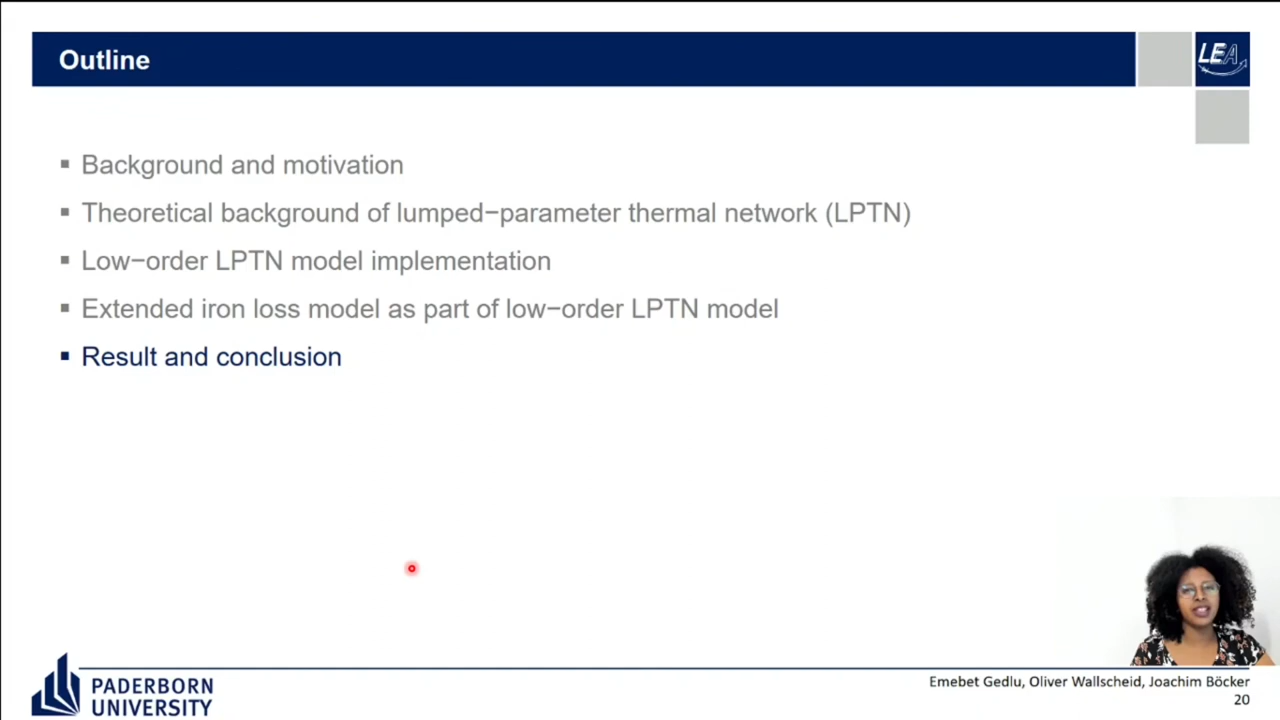 Outline
LEA
▪ Background and motivation
▪ Theoretical background of lumped−parameter thermal network (LPTN)
▪ Low−order LPTN model implementation
▪ Extended iron loss model as part of low−order LPTN model
▪ Result and conclusion
PADERBORN
UNIVERSITY
Emebet Gedlu, Oliver Wallscheid, Joachim Böcker
20